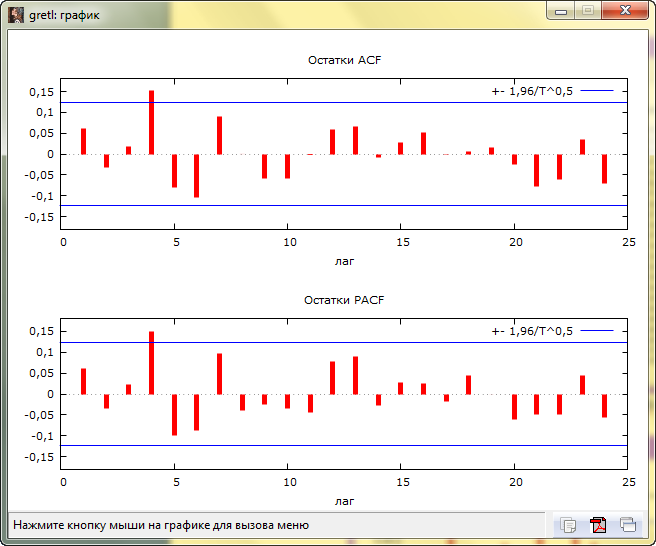 gretl: график
Остатки ACF
+- 1,96/T^0,5
0,15
0,1
0,05
0
-0,05
-0,1
-0,15
0 5 10 15 20 25
лаг
Остатки PACF
+- 1,96/T^0,5
0,15
0,1
0,05
0
-0,05
-0,1
-0,15
0 5 10 15 20 25
лаг
Нажмите кнопку мыши на графике для вызова меню